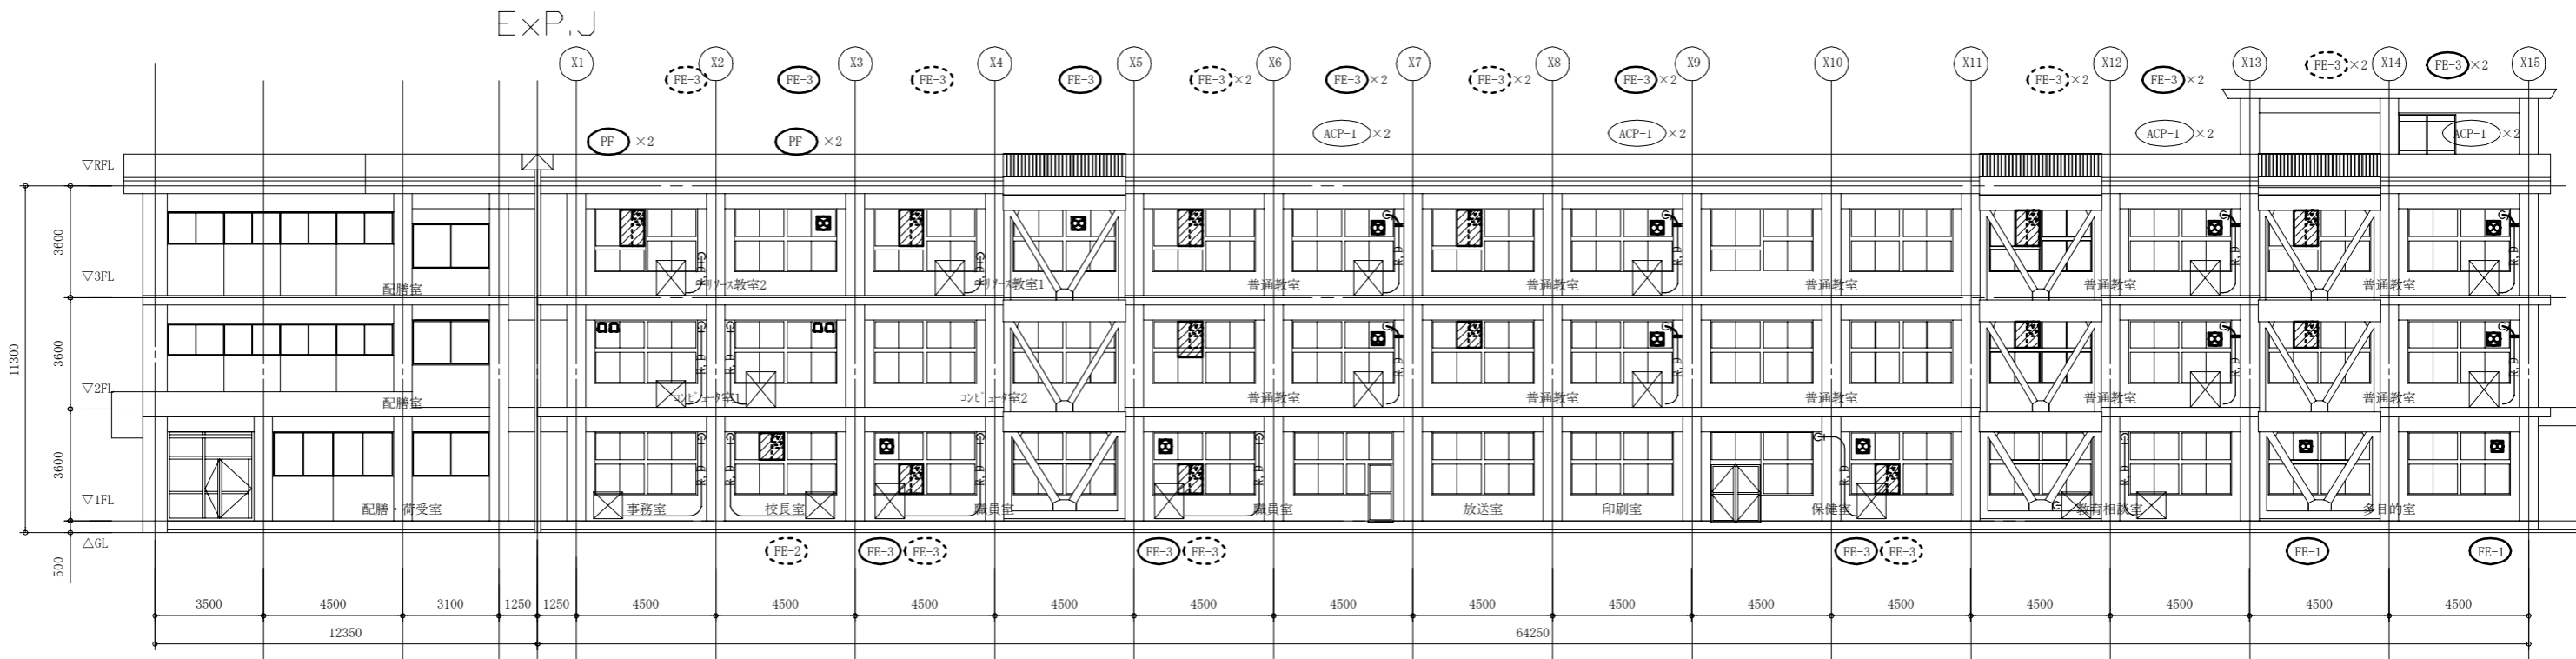 ExP.J
X1 X2 X3 X4 X5 X6 X7 X8 X9 X10 X11 X12 X13 X14 X15
FE-3 FE-3 FE-3 FE-3 FE-3×2 FE-3×2 FE-3×2 FE-3×2 FE-3×2 FE-3×2 FE-3×2 FE-3×2
PF ×2 PF ×2 ACP-1×2 ACP-1×2 ACP-1×2 ACP-1×2
▽RFL
3600
▽3FL
配膳室 教室2 教室1 普通教室 普通教室 普通教室 普通教室 普通教室
3600
11300
▽2FL
配膳室 コンピュータ室1 コンピュータ室2 普通教室 普通教室 普通教室 普通教室 普通教室
3600
▽1FL
配膳・荷受室 事務室 校長室 職員室 職員室 放送室 印刷室 保健室 教育相談室 多目的室
△GL
FE-2 FE-3 FE-3 FE-3 FE-3 FE-3 FE-3 FE-1 FE-1
500
3500 4500 3100 1250 1250 4500 4500 4500 4500 4500 4500 4500 4500 4500 4500 4500 4500 4500 4500
12350 64250